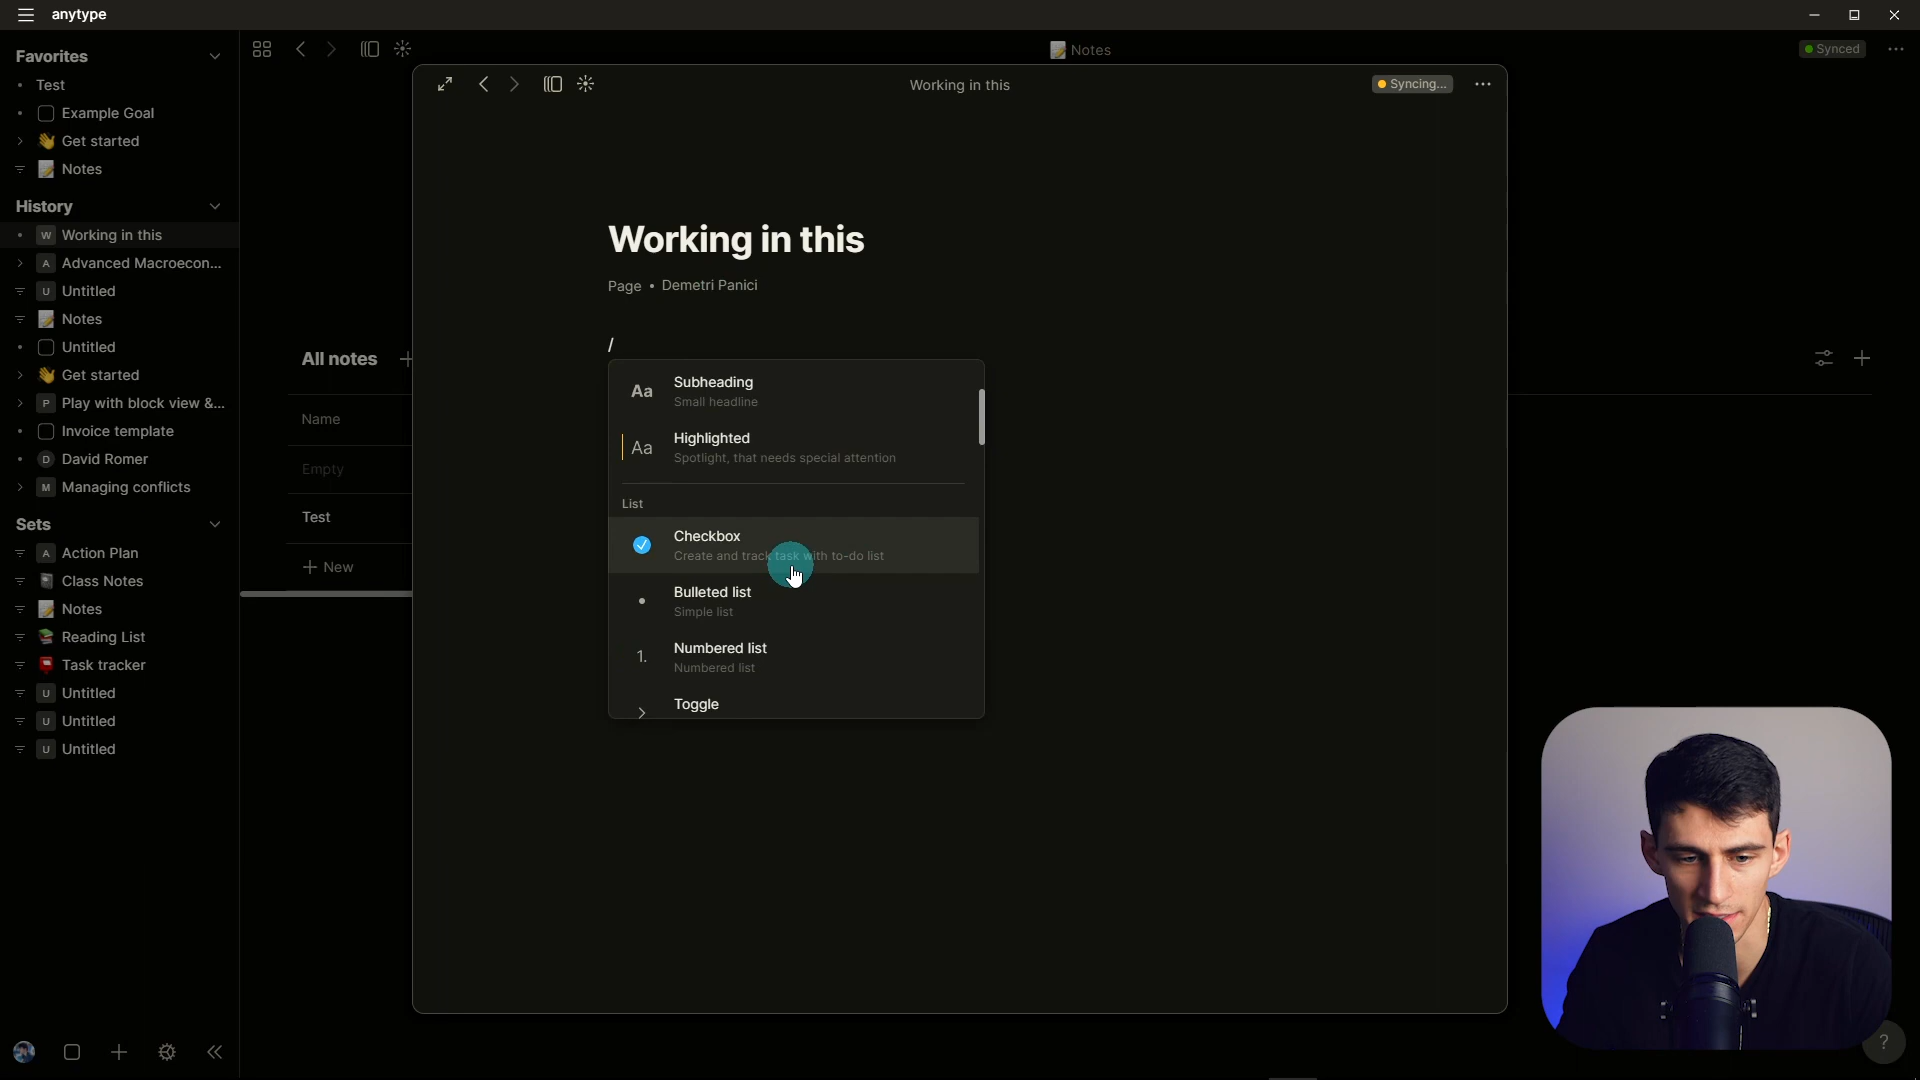 anytype
Favorites
Test
Example Goal
Get started
Notes
History
W Working in this
A Advanced Macroecon...
U Untitled
Notes
Untitled
Get started
P Play with block view &...
Invoice template
D David Romer
M Managing conflicts
Sets
A Action Plan
Class Notes
Notes
Reading List
Task tracker
U Untitled
U Untitled
U Untitled
Notes
Synced
All notes
Name
Empty
Test
+ New
Working in this
Syncing...
Working in this
Page • Demetri Panici
/
Aa Subheading
Small headline
Aa Highlighted
Spotlight, that needs special attention
List
Checkbox
Create and track task with to-do list
• Bulleted list
Simple list
1. Numbered list
Numbered list
Toggle
?